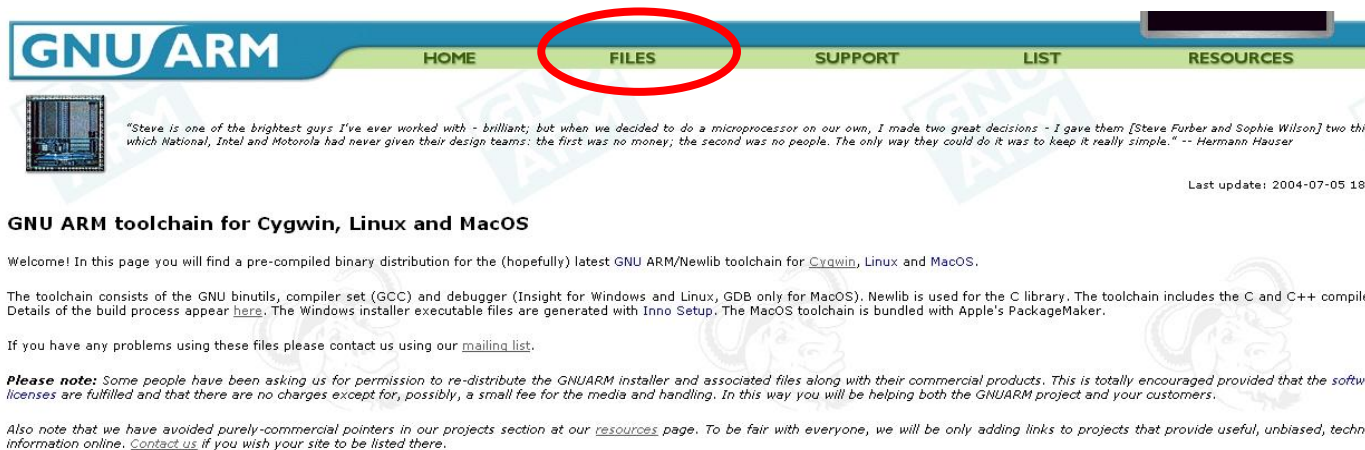 GNU ARM
HOME FILES SUPPORT LIST RESOURCES
"Steve is one of the brightest guys I've ever worked with - brilliant; but when we decided to do a microprocessor on our own, I made two great decisions - I gave them [Steve Furber and Sophie Wilson] two
which National, Intel and Motorola had never given their design teams: the first was no money; the second was no people. The only way they could do it was to keep it really simple." -- Hermann Hauser
Last update: 2004-07-05 18
GNU ARM toolchain for Cygwin, Linux and MacOS
Welcome! In this page you will find a pre-compiled binary distribution for the (hopefully) latest GNU ARM/Newlib toolchain for Cygwin, Linux and MacOS.
The toolchain consists of the GNU binutils, compiler set (GCC) and debugger (Insight for Windows and Linux, GDB only for MacOS). Newlib is used for the C library. The toolchain includes the C and C++ compile
Details of the build process appear here. The Windows installer executable files are generated with Inno Setup. The MacOS toolchain is bundled with Apple's PackageMaker.
If you have any problems using these files please contact us using our mailing list.
Please note: Some people have been asking us for permission to re-distribute the GNUARM installer and associated files along with their commercial products. This is totally encouraged provided that the softw
licenses are fulfilled and that there are no charges except for, possibly, a small fee for the media and handling. In this way you will be helping both the GNUARM project and your customers.
Also note that we have avoided purely-commercial pointers in our projects section at our resources page. To be fair with everyone, we will be only adding links to projects that provide useful, unbiased, techn
information online. Contact us if you wish your site to be listed there.